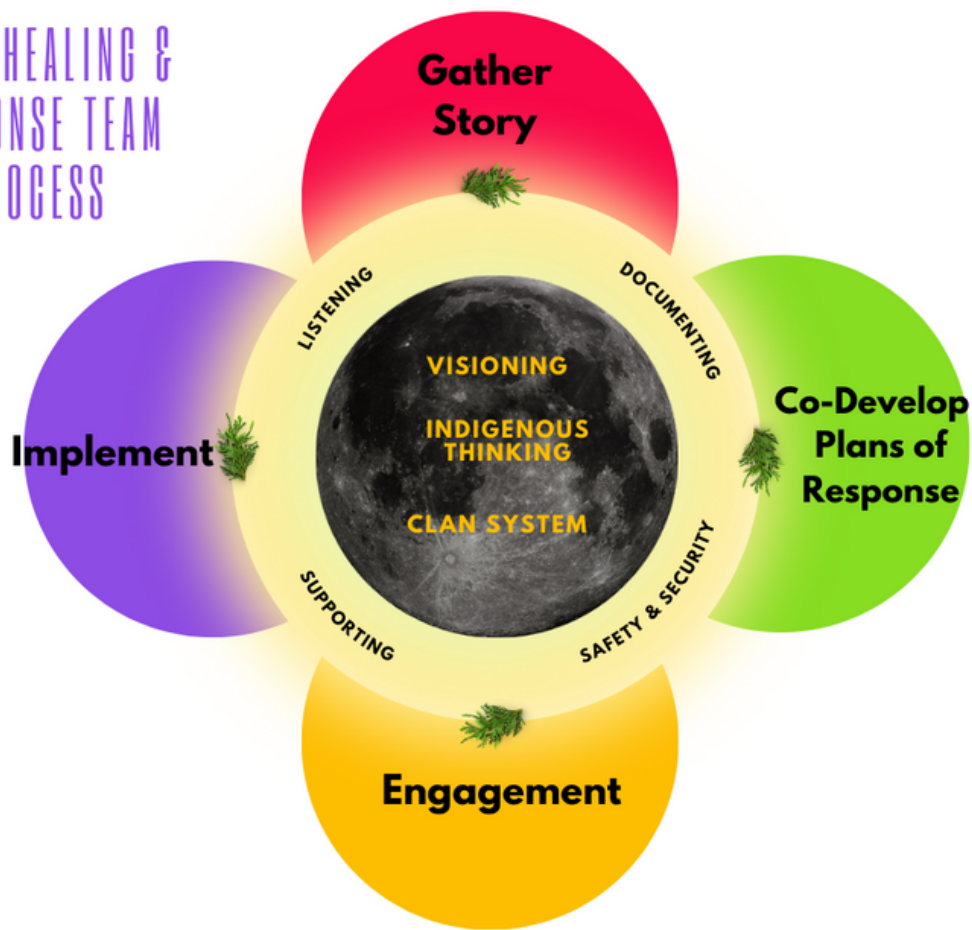 HEALING &
ONSE TEAM
OCESS
Gather
Story
LISTENING
DOCUMENTING
VISIONING
INDIGENOUS
THINKING
CLAN SYSTEM
Implement
Co-Develop
Plans of
Response
SUPPORTING
SAFETY & SECURITY
Engagement